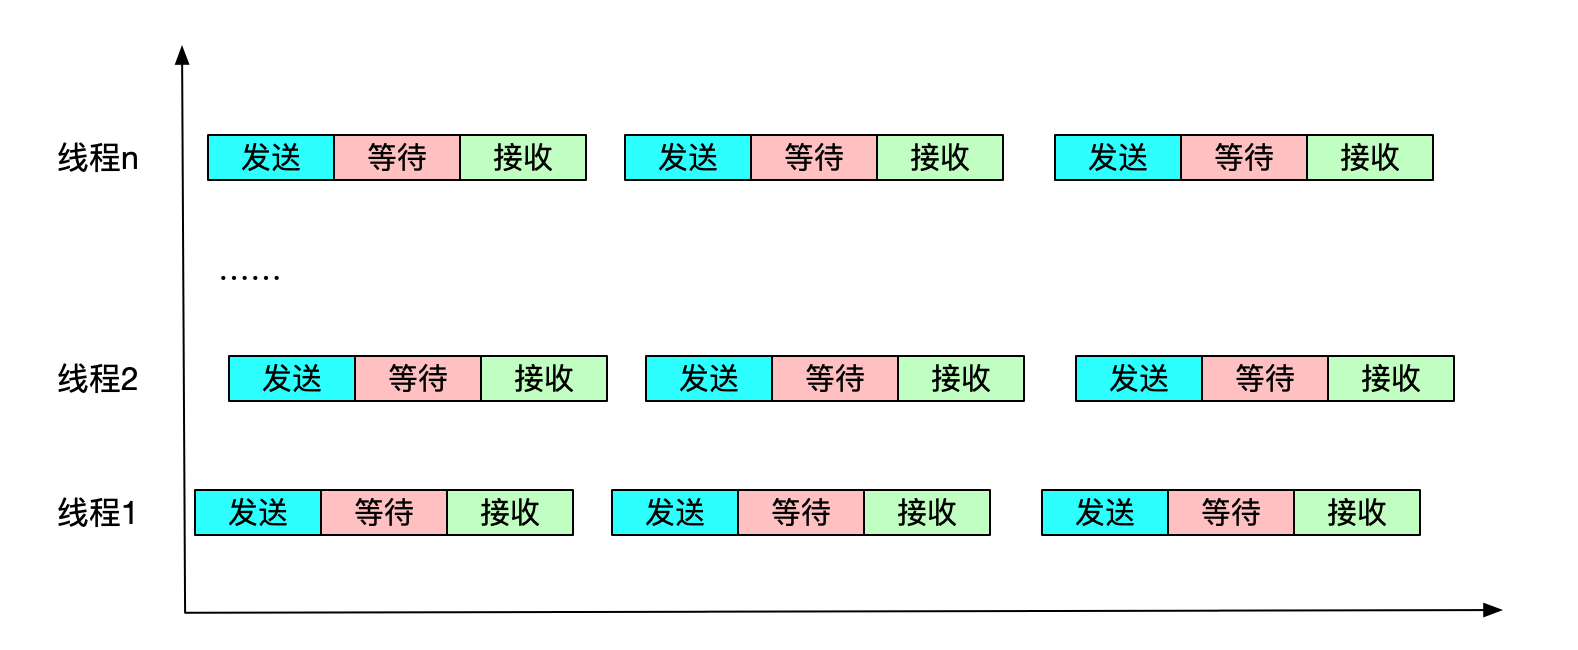 线程n 发送 等待 接收 发送 等待 接收 发送 等待 接收
......
线程2 发送 等待 接收 发送 等待 接收 发送 等待 接收
线程1 发送 等待 接收 发送 等待 接收 发送 等待 接收